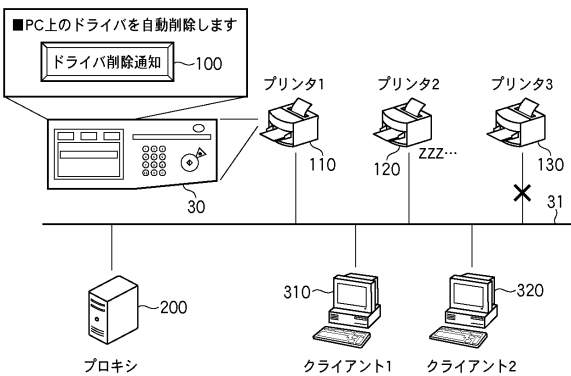 ■PC上のドライバを自動削除します
ドライバ削除通知
100
プリンタ1
プリンタ2
プリンタ3
110
120
ZZZ…
130
30
31
200
310
320
プロキシ
クライアント1
クライアント2